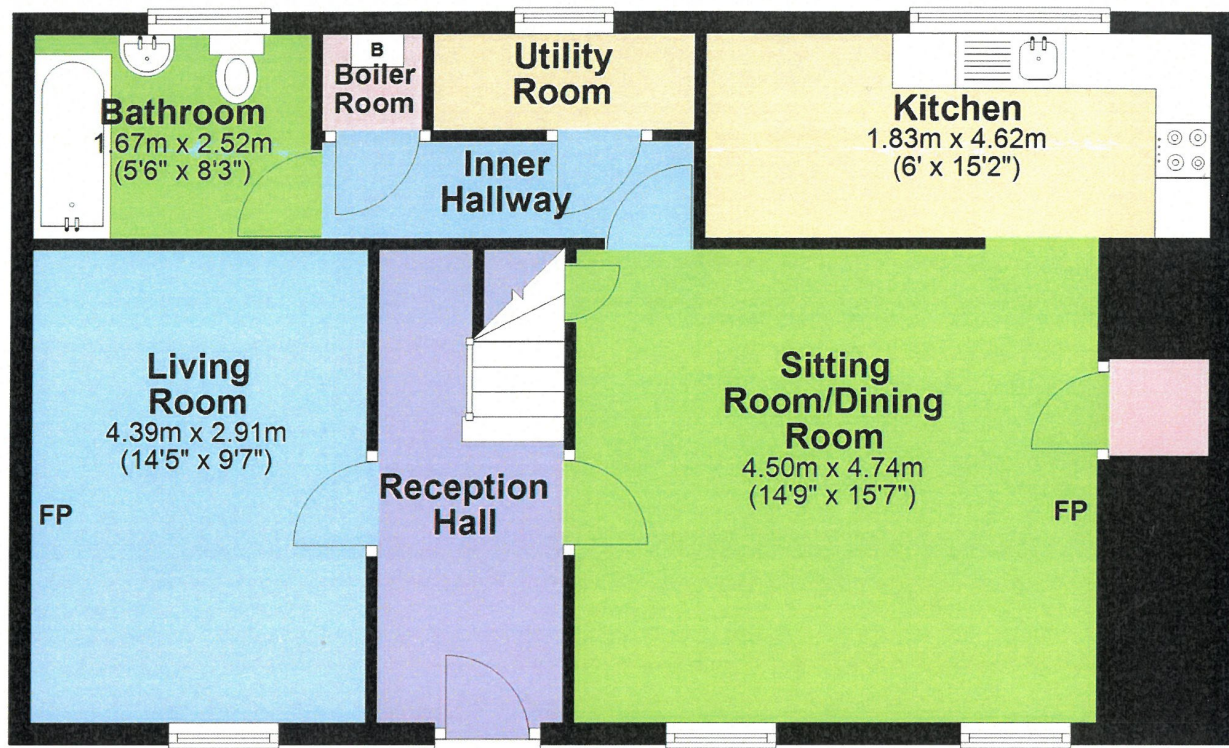 Bathroom
1.67m x 2.52m
(5'6" x 8'3")
B
Boiler
Room
Utility
Room
Kitchen
1.83m x 4.62m
(6' x 15'2")
Inner
Hallway
Living
Room
4.39m x 2.91m
(14'5" x 9'7")
FP
Reception
Hall
Sitting
Room/Dining
Room
4.50m x 4.74m
(14'9" x 15'7")
FP